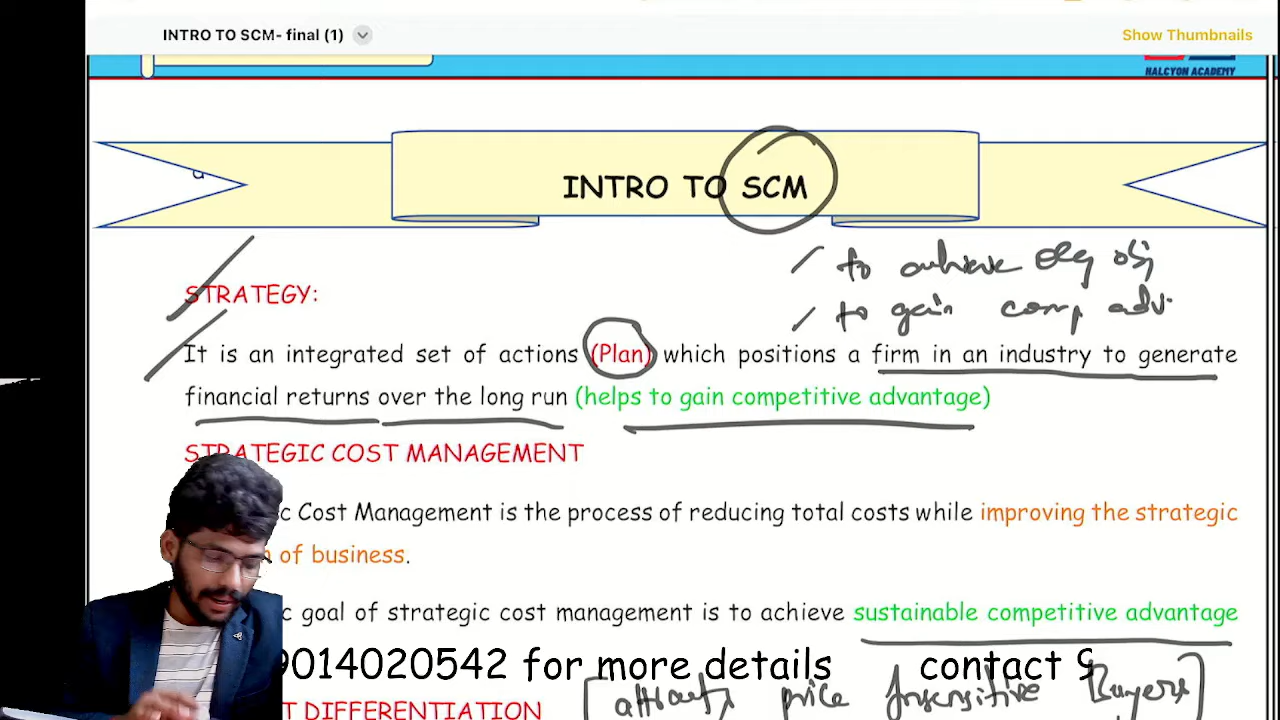 INTRO TO SCM- final (1)
Show Thumbnails
HALCYON ACADEMY
INTRO TO SCM
to achieve org obj
to gain comp adv
STRATEGY:
It is an integrated set of actions (Plan) which positions a firm in an industry to generate
financial returns over the long run (helps to gain competitive advantage)
STRATEGIC COST MANAGEMENT
c Cost Management is the process of reducing total costs while improving the strategic
of business.
c goal of strategic cost management is to achieve sustainable competitive advantage
9014020542 for more details contact 9
price Insensitive Buyers
T DIFFERENTIATION